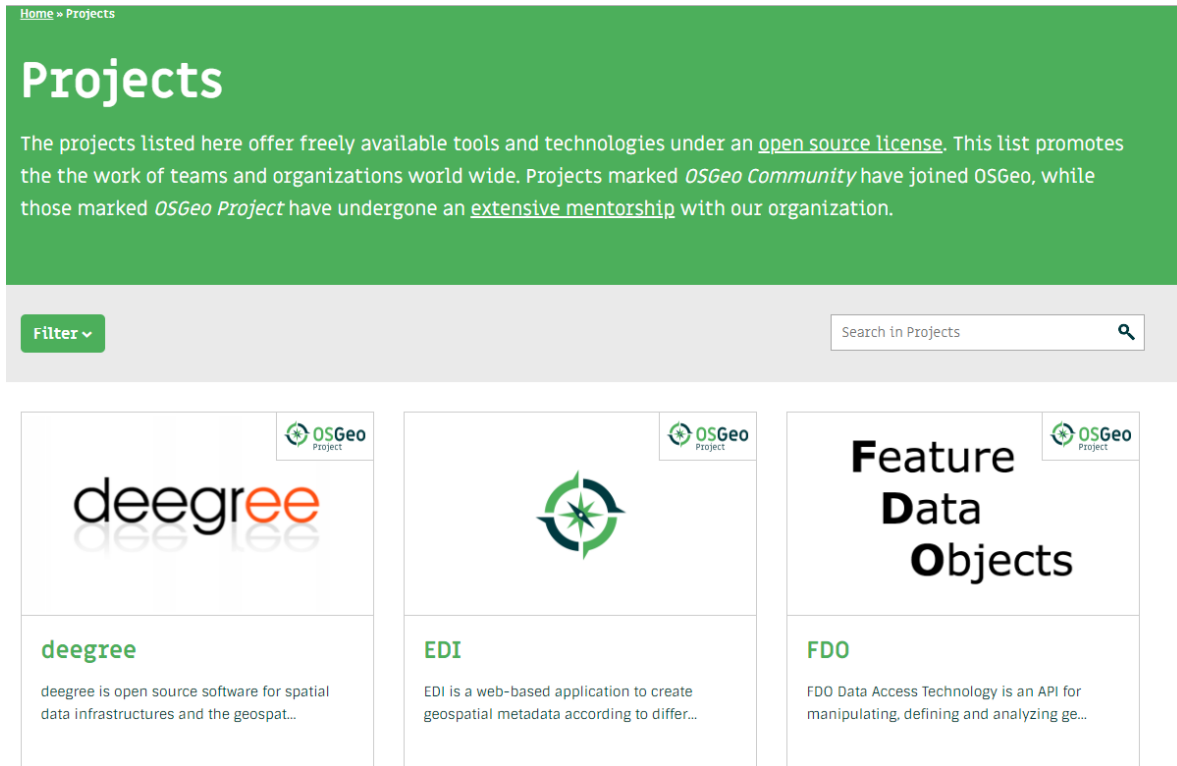 Home » Projects
Projects
The projects listed here offer freely available tools and technologies under an open source license. This list promotes
the the work of teams and organizations world wide. Projects marked OSGeo Community have joined OSGeo, while
those marked OSGeo Project have undergone an extensive mentorship with our organization.
Filter
Search in Projects
OSGeo
Project
deegree
deegree
deegree is open source software for spatial
data infrastructures and the geospat...
OSGeo
Project
EDI
EDI is a web-based application to create
geospatial metadata according to differ...
OSGeo
Project
Feature
Data
Objects
FDO
FDO Data Access Technology is an API for
manipulating, defining and analyzing ge...